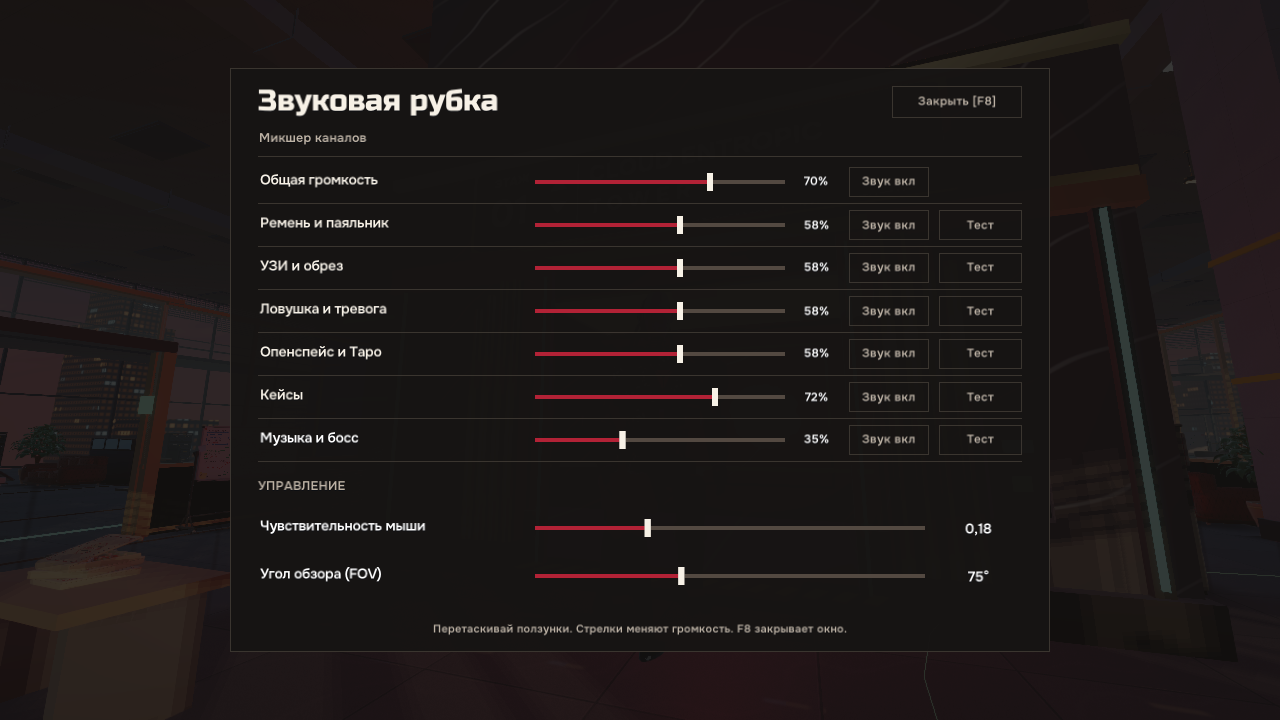 Звуковая рубка
Закрыть [F8]
Микшер каналов
Общая громкость 70% Звук вкл
Ремень и паяльник 58% Звук вкл Тест
УЗИ и обрез 58% Звук вкл Тест
Ловушка и тревога 58% Звук вкл Тест
Опенспейс и Таро 58% Звук вкл Тест
Кейсы 72% Звук вкл Тест
Музыка и босс 35% Звук вкл Тест
УПРАВЛЕНИЕ
Чувствительность мыши 0,18
Угол обзора (FOV) 75°
Перетаскивай ползунки. Стрелки меняют громкость. F8 закрывает окно.